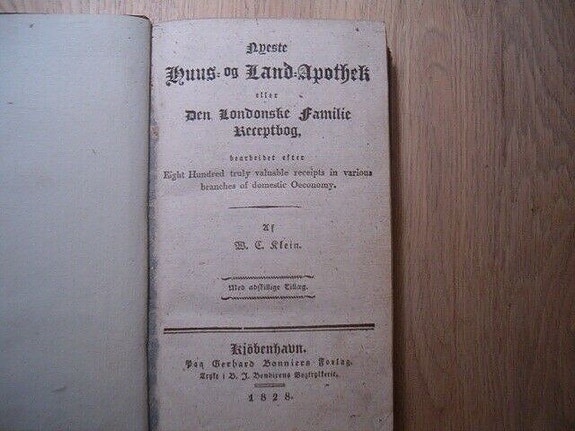 Nyeste
Huus- og Land-Apothek
eller
Den Londonske Familie
Receptbog,
bearbeidet efter
Eight Hundred truly valuable receipts in various
branches of domestic Oeconomy.
Af
W. C. Klein.
Med adskillige Tillæg.
Kjöbenhavn.
Paa Gerhard Bonniers Forlag.
Trykt i B. J. Bendixens Bogtrykkerie.
1828.